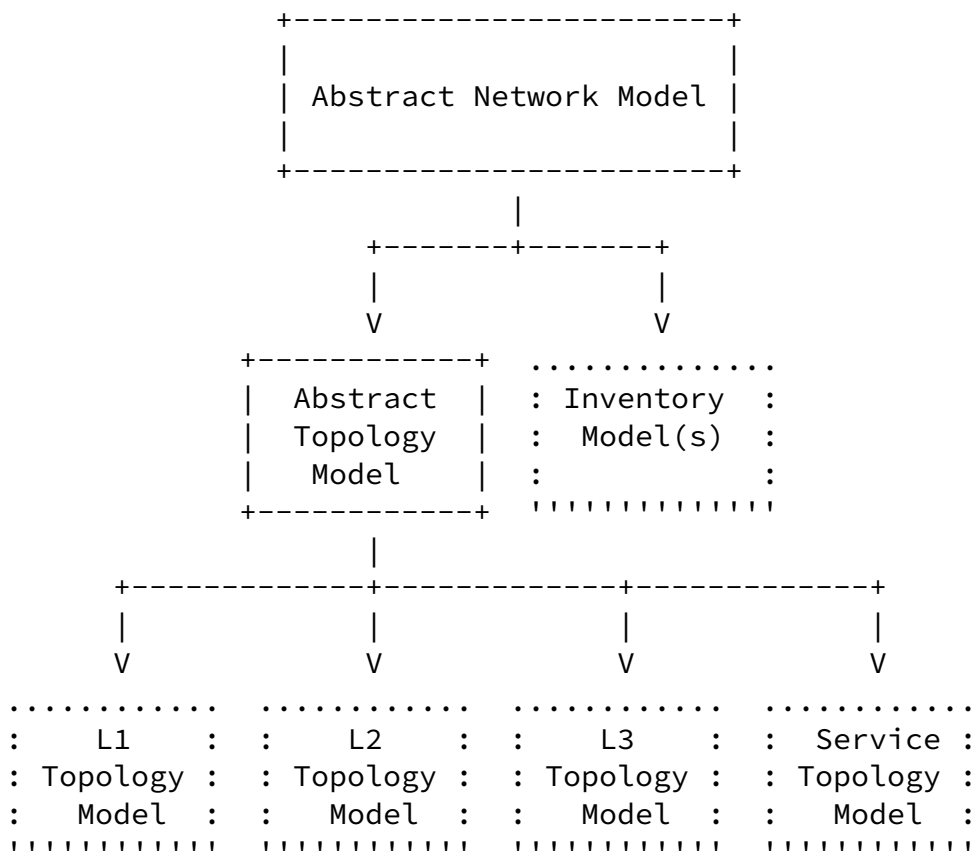 Abstract Network Model
Abstract Inventory
Topology Model(s)
Model
L1 L2 L3 Service
Topology Topology Topology Topology
Model Model Model Model